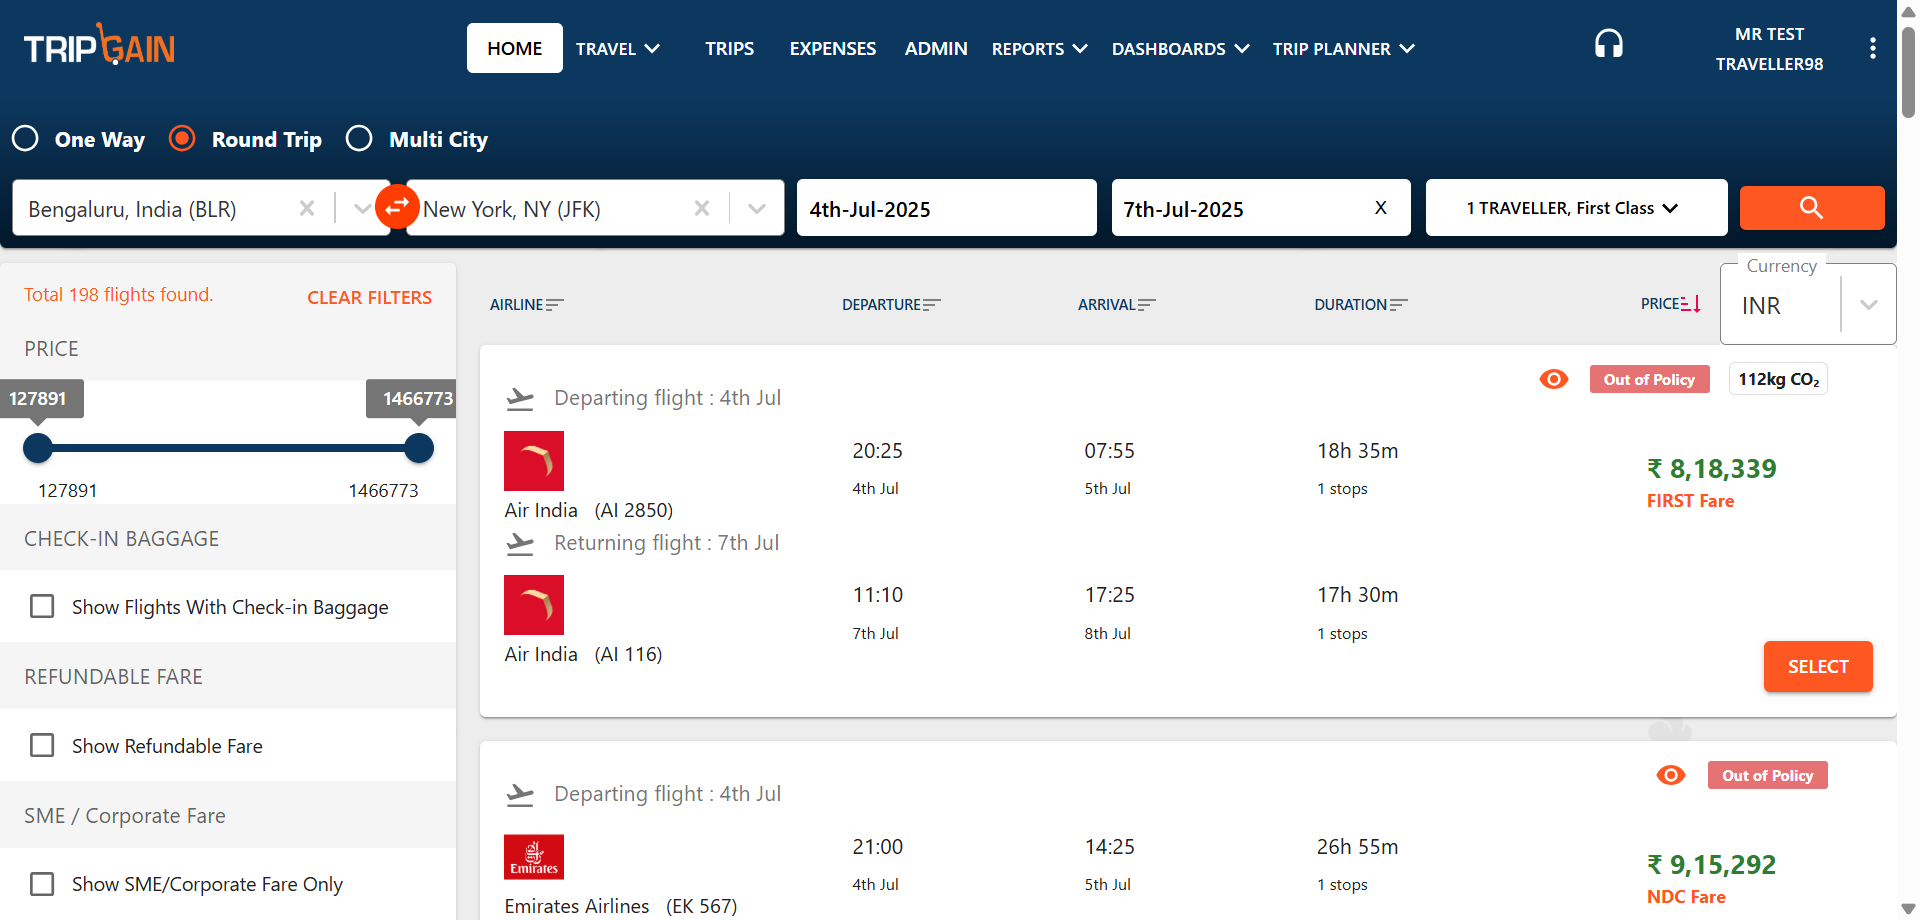 TRIPGAIN
HOME TRAVEL TRIPS EXPENSES ADMIN REPORTS DASHBOARDS TRIP PLANNER
MR TEST
TRAVELLER98
One Way Round Trip Multi City
Bengaluru, India (BLR) New York, NY (JFK) 4th-Jul-2025 7th-Jul-2025 X 1 TRAVELLER, First Class
Total 198 flights found. CLEAR FILTERS
PRICE
127891 1466773
127891 1466773
CHECK-IN BAGGAGE
Show Flights With Check-in Baggage
REFUNDABLE FARE
Show Refundable Fare
SME / Corporate Fare
Show SME/Corporate Fare Only
AIRLINE DEPARTURE ARRIVAL DURATION PRICE
Currency
INR
Out of Policy 112kg CO₂
Departing flight : 4th Jul
20:25 07:55 18h 35m
4th Jul 5th Jul 1 stops
₹ 8,18,339
FIRST Fare
Air India (AI 2850)
Returning flight : 7th Jul
11:10 17:25 17h 30m
7th Jul 8th Jul 1 stops
Air India (AI 116)
SELECT
Out of Policy
Departing flight : 4th Jul
Emirates
21:00 14:25 26h 55m
4th Jul 5th Jul 1 stops
₹ 9,15,292
NDC Fare
Emirates Airlines (EK 567)